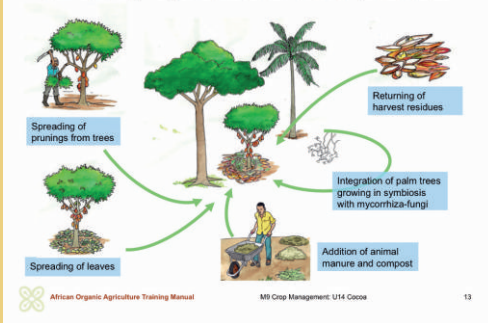 Spreading of
prunings from trees
Returning of
harvest residues
Integration of palm trees
growing in symbiosis
with mycorrhiza-fungi
Spreading of leaves
Addition of animal
manure and compost
African Organic Agriculture Training Manual
M9 Crop Management: U14 Cocoa
13